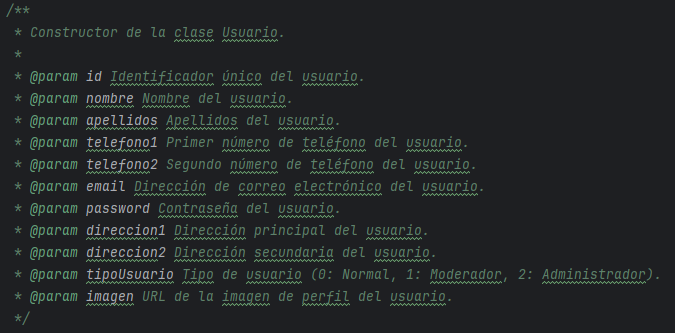 /**
* Constructor de la clase Usuario.
*
* @param id Identificador único del usuario.
* @param nombre Nombre del usuario.
* @param apellidos Apellidos del usuario.
* @param telefono1 Primer número de teléfono del usuario.
* @param telefono2 Segundo número de teléfono del usuario.
* @param email Dirección de correo electrónico del usuario.
* @param password Contraseña del usuario.
* @param direccion1 Dirección principal del usuario.
* @param direccion2 Dirección secundaria del usuario.
* @param tipoUsuario Tipo de usuario (0: Normal, 1: Moderador, 2: Administrador).
* @param imagen URL de la imagen de perfil del usuario.
*/